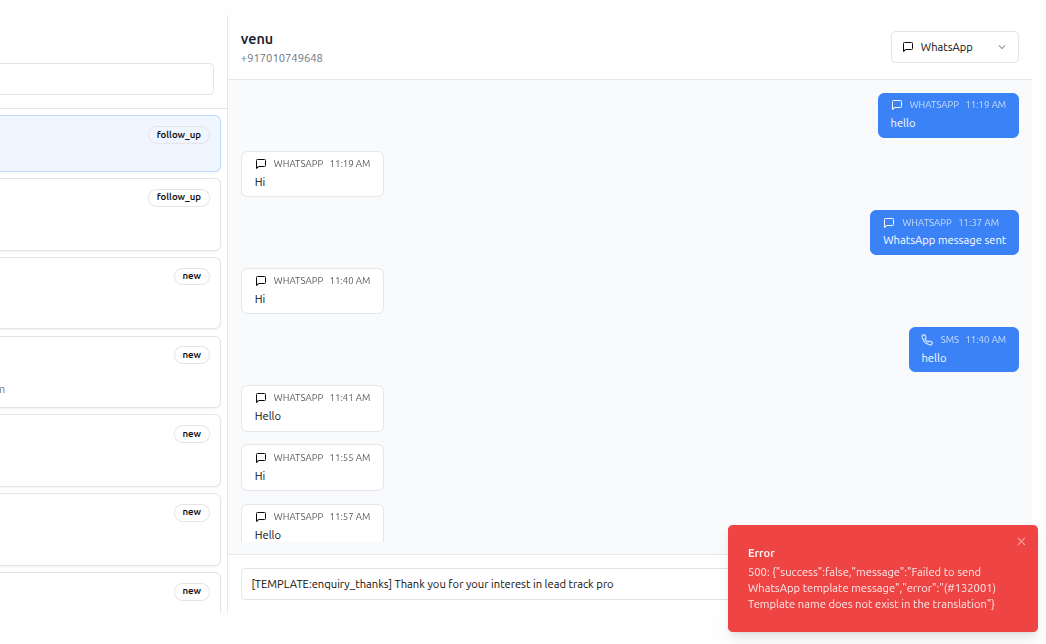 follow_up
follow_up
new
new
n
new
new
new
venu
+917010749648
WhatsApp
WHATSAPP 11:19 AM
hello
WHATSAPP 11:19 AM
Hi
WHATSAPP 11:37 AM
WhatsApp message sent
WHATSAPP 11:40 AM
Hi
SMS 11:40 AM
hello
WHATSAPP 11:41 AM
Hello
WHATSAPP 11:55 AM
Hi
WHATSAPP 11:57 AM
Hello
[TEMPLATE:enquiry_thanks] Thank you for your interest in lead track pro
Error
500: {"success":false,"message":"Failed to send
WhatsApp template message","error":"(#132001)
Template name does not exist in the translation"}